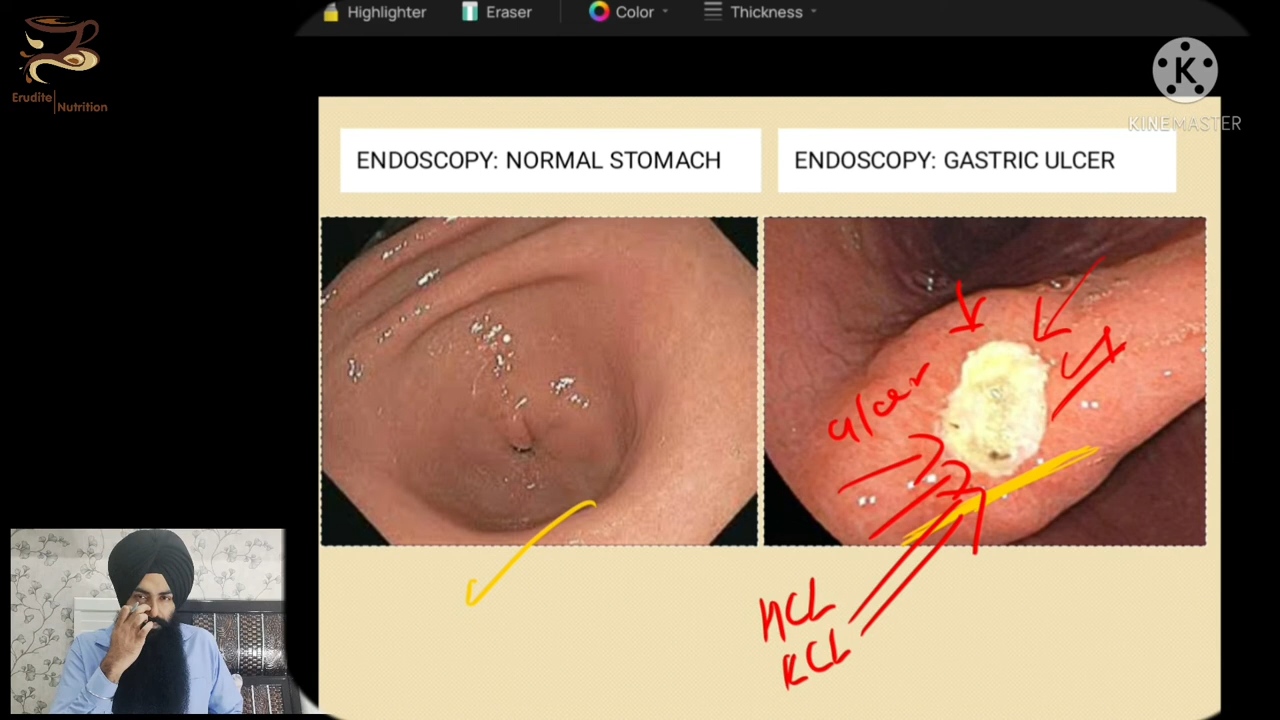 Highlighter Eraser Color Thickness
Erudite Nutrition
K
KINEMASTER
ENDOSCOPY: NORMAL STOMACH
ENDOSCOPY: GASTRIC ULCER
ulcer
HCL
KCL